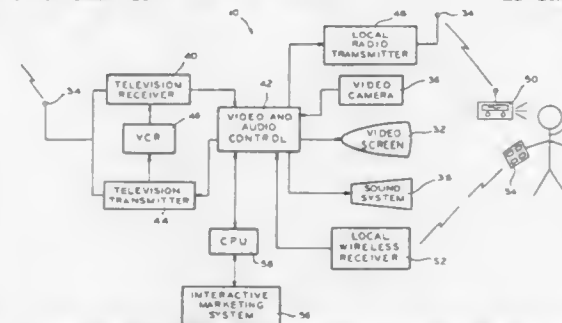 10
LOCAL
RADIO
TRANSMITTER
46
34
TELEVISION
RECEIVER
40
42
VIDEO
CAMERA
36
50
34
VIDEO AND
AUDIO
CONTROL
VCR
48
VIDEO
SCREEN
32
54
TELEVISION
TRANSMITTER
44
SOUND
SYSTEM
38
CPU
58
LOCAL
WIRELESS
RECEIVER
52
INTERACTIVE
MARKETING
SYSTEM
56